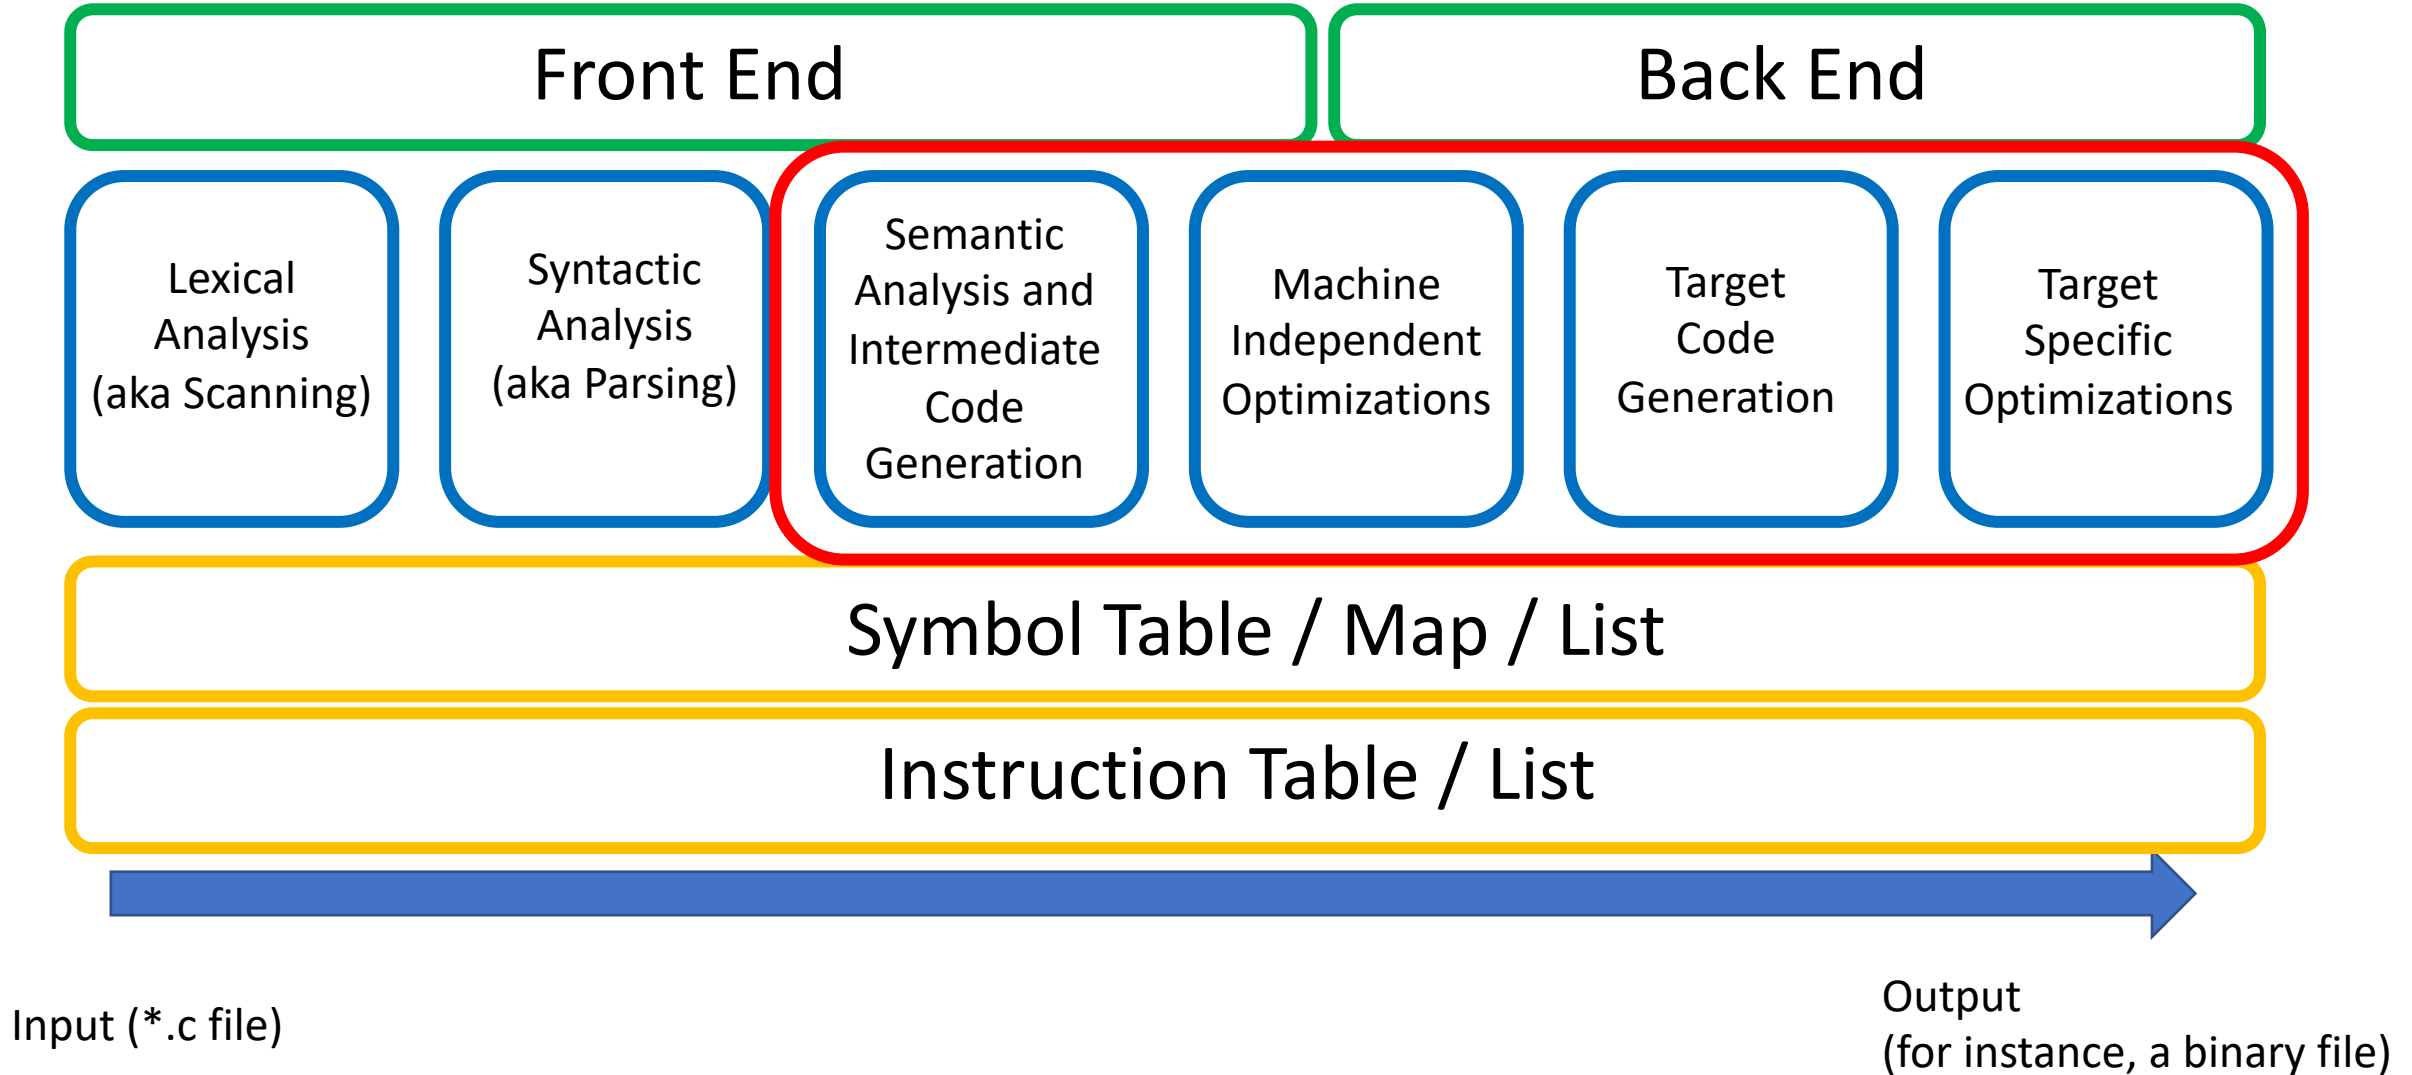 Front End
Back End
Lexical
Analysis
(aka Scanning)
Syntactic
Analysis
(aka Parsing)
Semantic
Analysis and
Intermediate
Code
Generation
Machine
Independent
Optimizations
Target
Code
Generation
Target
Specific
Optimizations
Symbol Table / Map / List
Instruction Table / List
Input (*.c file)
Output
(for instance, a binary file)